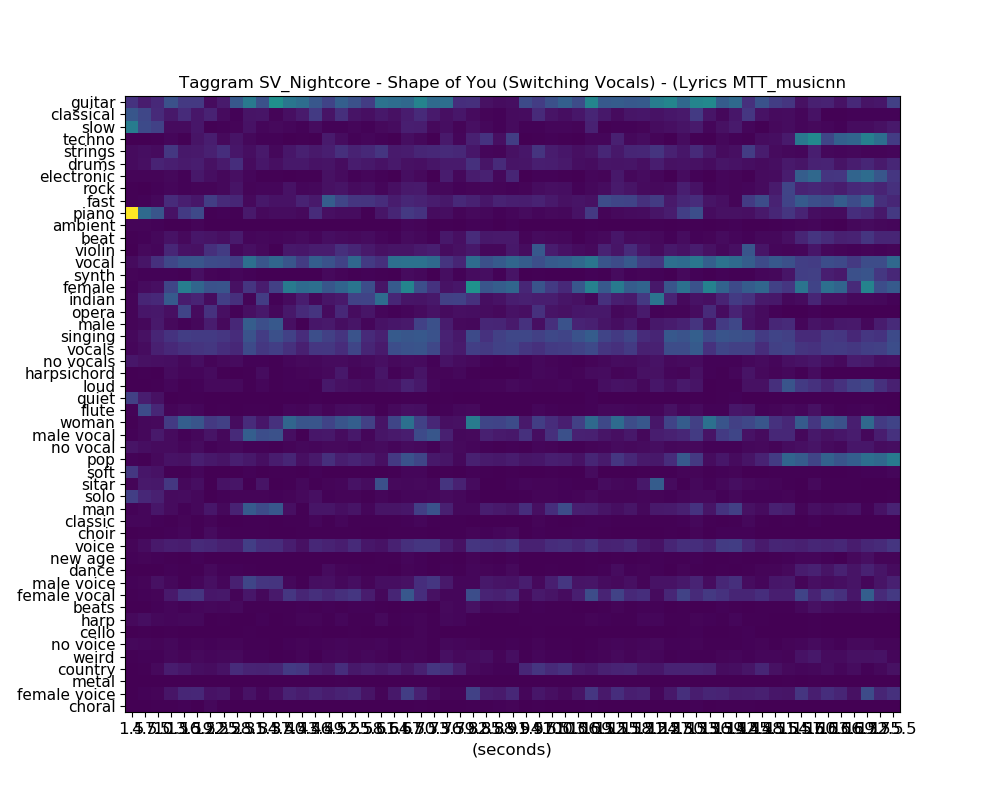 Taggram SV_Nightcore - Shape of You (Switching Vocals) - (Lyrics MTT_musicnn
guitar
classical
slow
techno
strings
drums
electronic
rock
fast
piano
ambient
beat
violin
vocal
synth
female
indian
opera
male
singing
vocals
no vocals
harpsichord
loud
quiet
flute
woman
male vocal
no vocal
pop
soft
sitar
solo
man
classic
choir
voice
new age
dance
male voice
female vocal
beats
harp
cello
no voice
weird
country
metal
female voice
choral
(seconds)